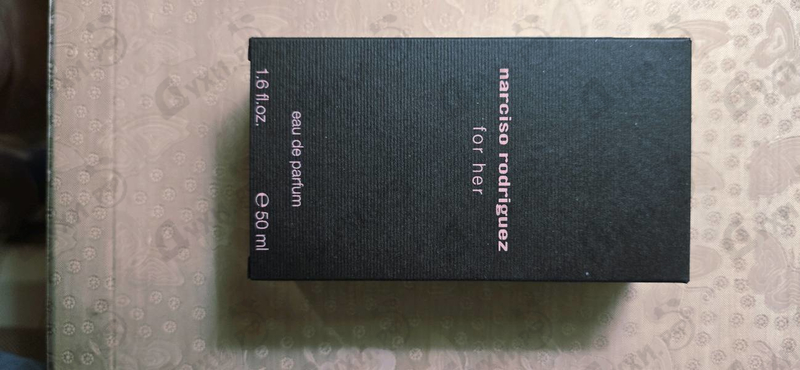 narciso rodriguez
for her
eau de parfum
1.6 fl.oz. ℮ 50 ml